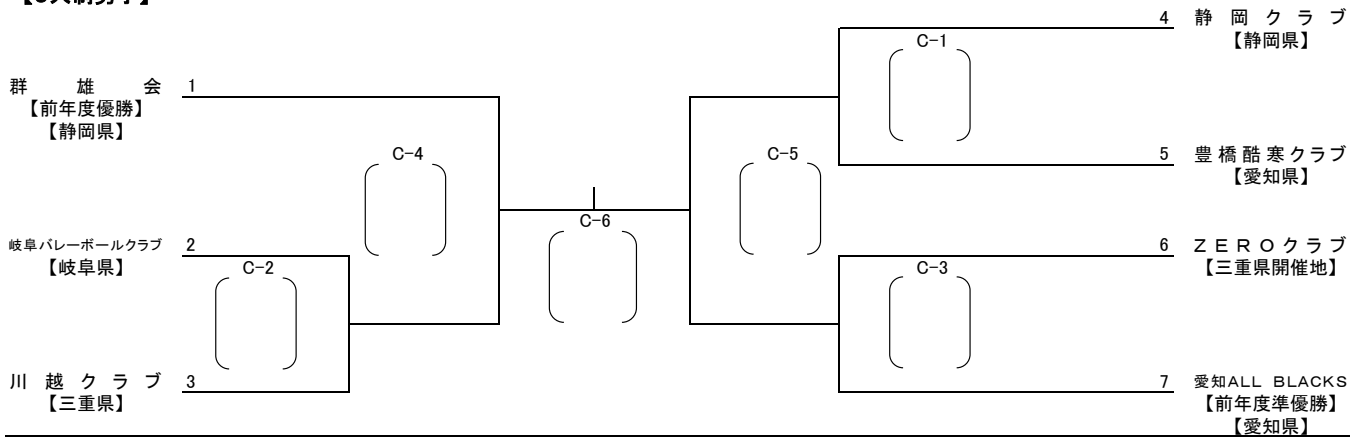 4 静岡クラブ
【静岡県】
C-1
群雄会 1
【前年度優勝】
【静岡県】
C-4
C-5
5 豊橋酷寒クラブ
【愛知県】
C-6
岐阜バレーボールクラブ 2
【岐阜県】
C-2
6 ZEROクラブ
【三重県開催地】
C-3
川越クラブ 3
【三重県】
7 愛知ALL BLACKS
【前年度準優勝】
【愛知県】